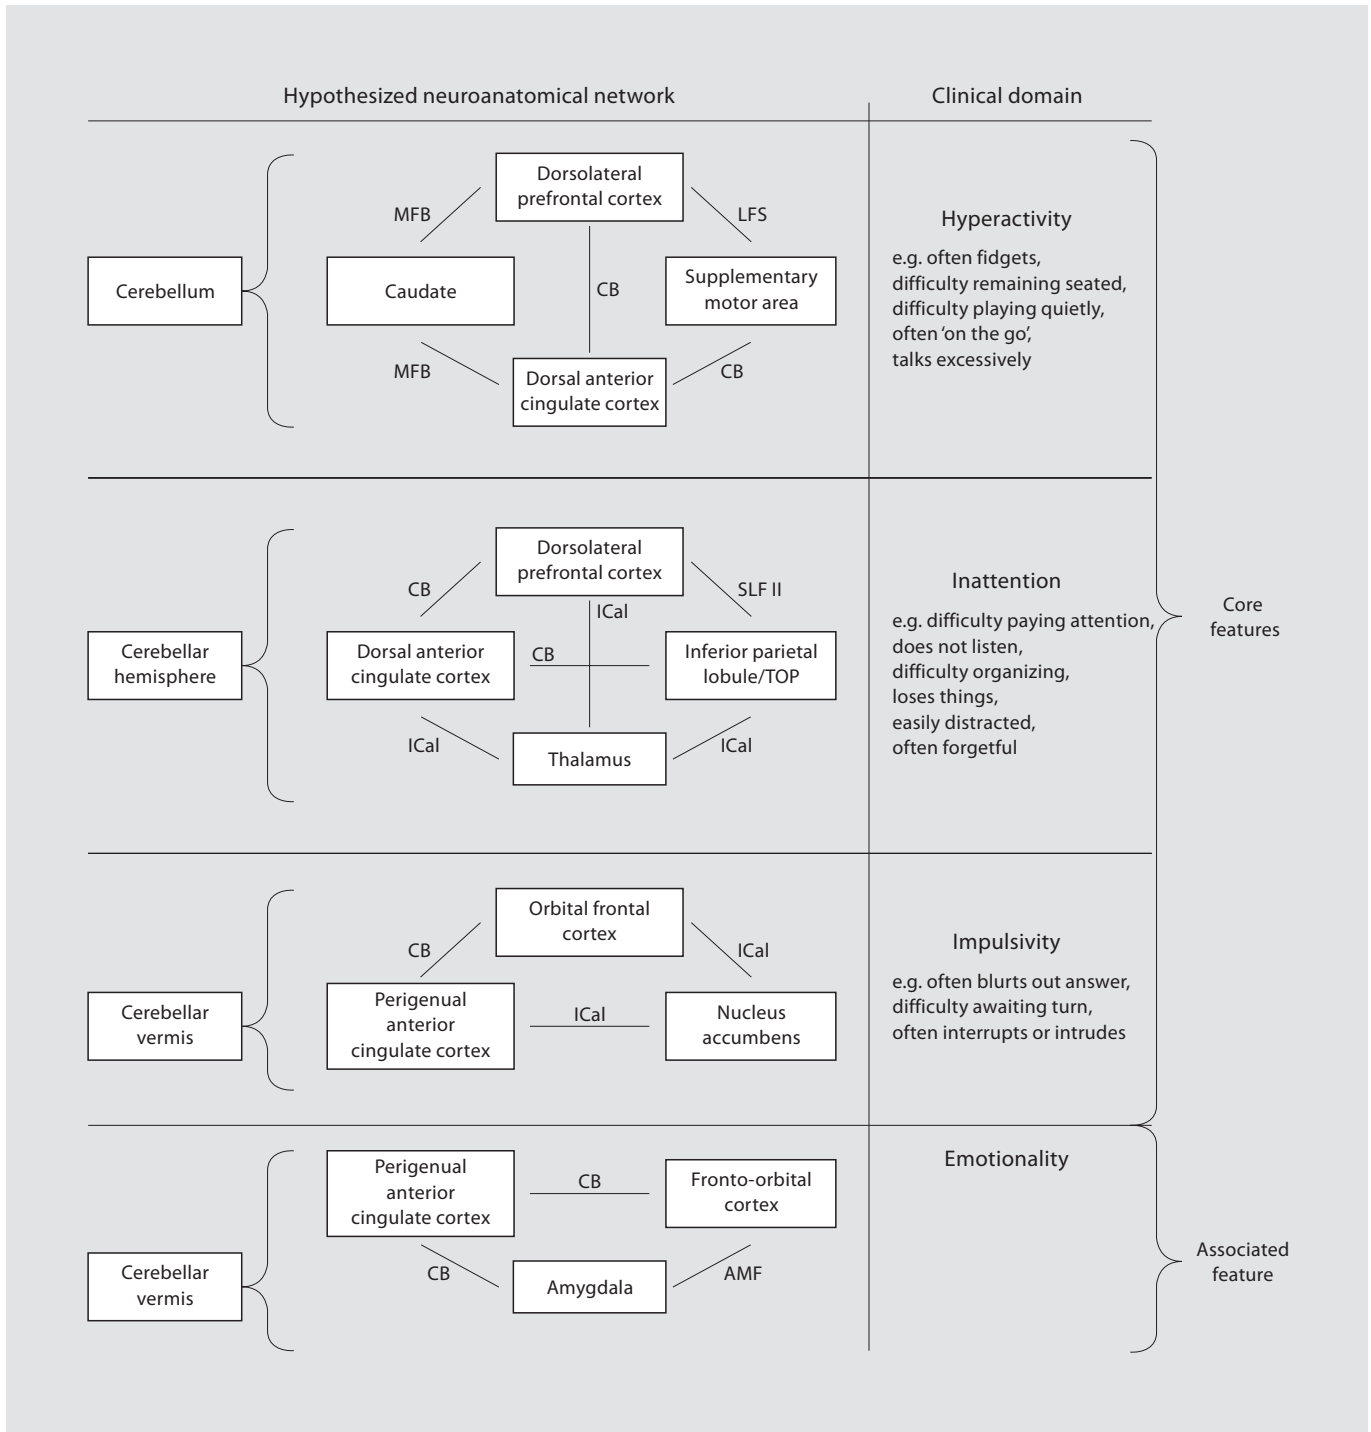 Hypothesized neuroanatomical network
Clinical domain
Dorsolateral
prefrontal cortex
MFB
LFS
Cerebellum
Caudate
CB
Supplementary
motor area
MFB
CB
Dorsal anterior
cingulate cortex
Hyperactivity
e.g. often fidgets,
difficulty remaining seated,
difficulty playing quietly,
often ‘on the go’,
talks excessively
Dorsolateral
prefrontal cortex
CB
SLF II
ICal
Cerebellar
hemisphere
Dorsal anterior
cingulate cortex
CB
Inferior parietal
lobule/TOP
ICal
ICal
Thalamus
Inattention
e.g. difficulty paying attention,
does not listen,
difficulty organizing,
loses things,
easily distracted,
often forgetful
Core
features
Orbital frontal
cortex
CB
ICal
Cerebellar
vermis
Perigenual
anterior
cingulate cortex
ICal
Nucleus
accumbens
Impulsivity
e.g. often blurts out answer,
difficulty awaiting turn,
often interrupts or intrudes
Perigenual
anterior
cingulate cortex
CB
Fronto-orbital
cortex
Cerebellar
vermis
CB
AMF
Amygdala
Emotionality
Associated
feature